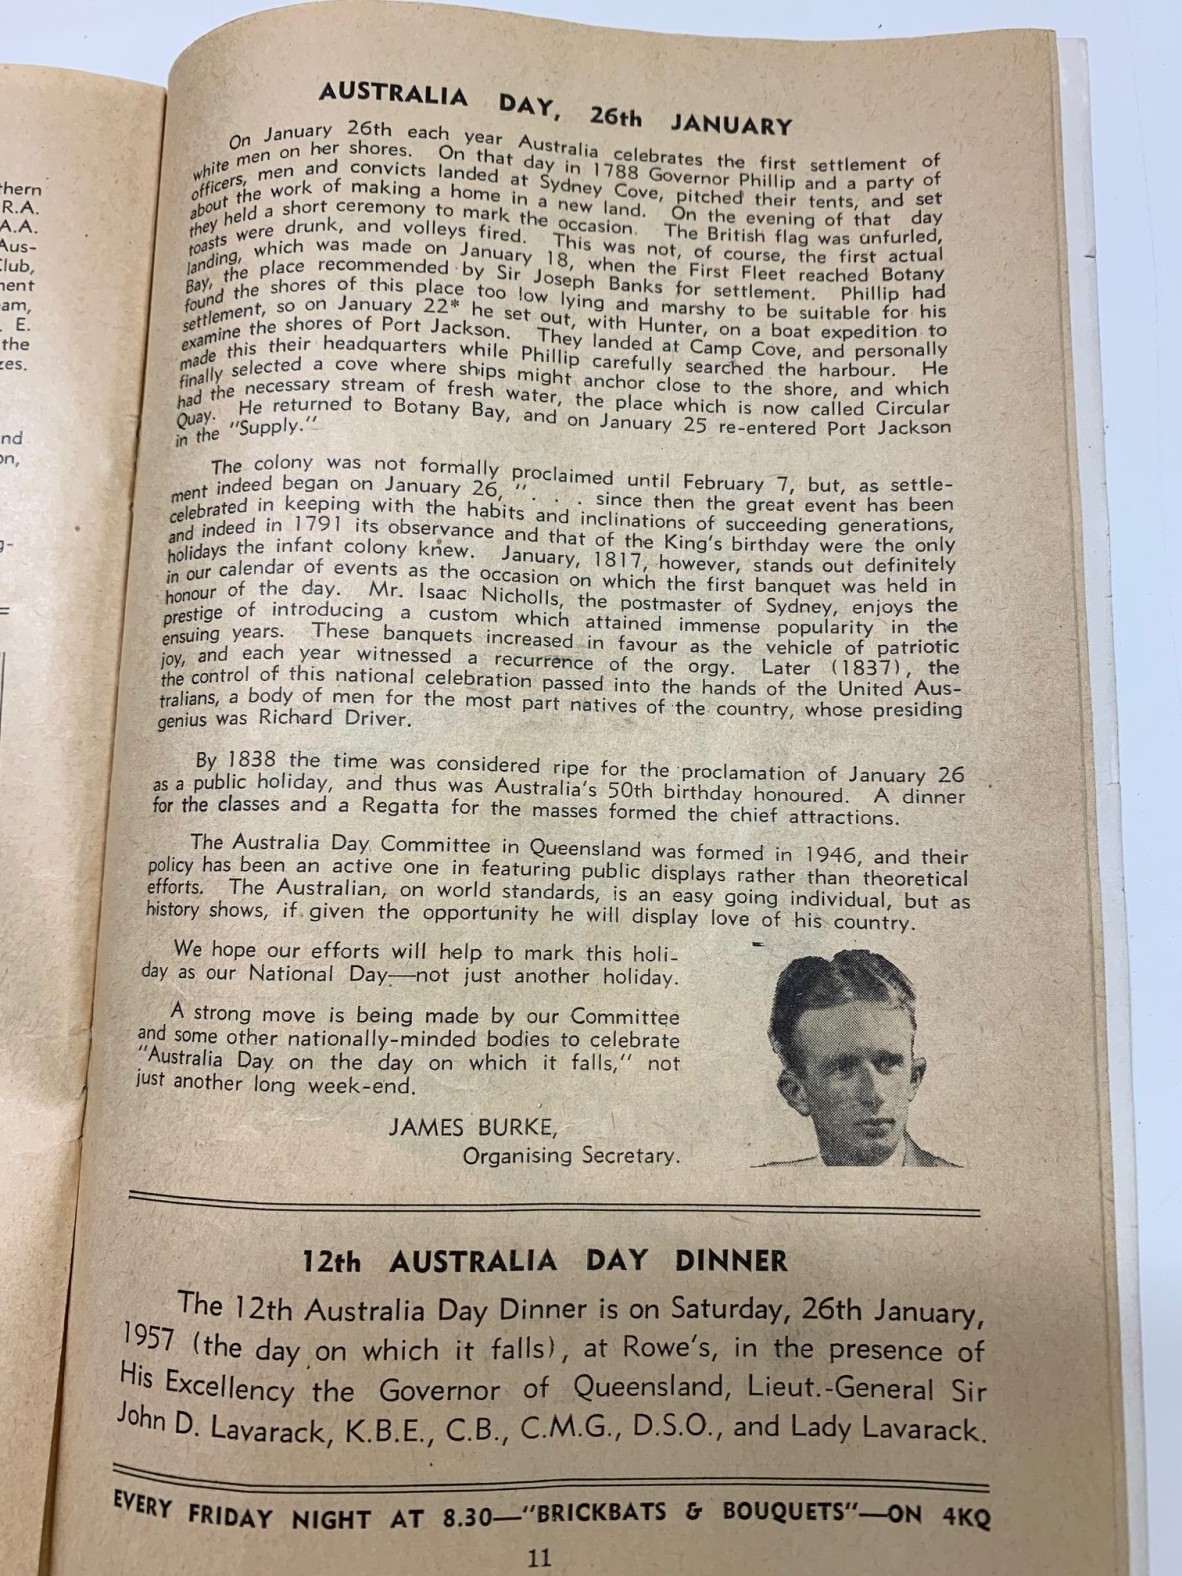 thern
R.A.
A.A.
Aus-
Club,
ment
am,
. E.
the
zes.
nd
on,
g-
AUSTRALIA DAY, 26th JANUARY
On January 26th each year Australia celebrates the first settlement of
white men on her shores. On that day in 1788 Governor Phillip and a party of
officers, men and convicts landed at Sydney Cove, pitched their tents, and set
about the work of making a home in a new land. On the evening of that day
they held a short ceremony to mark the occasion. The British flag was unfurled,
toasts were drunk, and volleys fired. This was not, of course, the first actual
landing, which was made on January 18, when the First Fleet reached Botany
Bay, the place recommended by Sir Joseph Banks for settlement. Phillip had
found the shores of this place too low lying and marshy to be suitable for his
settlement, so on January 22* he set out, with Hunter, on a boat expedition to
examine the shores of Port Jackson. They landed at Camp Cove, and personally
made this their headquarters while Phillip carefully searched the harbour. He
finally selected a cove where ships might anchor close to the shore, and which
had the necessary stream of fresh water, the place which is now called Circular
Quay. He returned to Botany Bay, and on January 25 re-entered Port Jackson
in the "Supply."
The colony was not formally proclaimed until February 7, but, as settle-
ment indeed began on January 26, ". . . since then the great event has been
celebrated in keeping with the habits and inclinations of succeeding generations,
and indeed in 1791 its observance and that of the King's birthday were the only
holidays the infant colony knew. January, 1817, however, stands out definitely
in our calendar of events as the occasion on which the first banquet was held in
honour of the day. Mr. Isaac Nicholls, the postmaster of Sydney, enjoys the
prestige of introducing a custom which attained immense popularity in the
ensuing years. These banquets increased in favour as the vehicle of patriotic
joy, and each year witnessed a recurrence of the orgy. Later (1837), the
the control of this national celebration passed into the hands of the United Aus-
tralians, a body of men for the most part natives of the country, whose presiding
genius was Richard Driver.
By 1838 the time was considered ripe for the proclamation of January 26
as a public holiday, and thus was Australia's 50th birthday honoured. A dinner
for the classes and a Regatta for the masses formed the chief attractions.
The Australia Day Committee in Queensland was formed in 1946, and their
policy has been an active one in featuring public displays rather than theoretical
efforts. The Australian, on world standards, is an easy going individual, but as
history shows, if given the opportunity he will display love of his country.
We hope our efforts will help to mark this holi-
day as our National Day—not just another holiday.
A strong move is being made by our Committee
and some other nationally-minded bodies to celebrate
"Australia Day on the day on which it falls," not
just another long week-end.
JAMES BURKE,
Organising Secretary.
12th AUSTRALIA DAY DINNER
The 12th Australia Day Dinner is on Saturday, 26th January,
1957 (the day on which it falls), at Rowe's, in the presence of
His Excellency the Governor of Queensland, Lieut.-General Sir
John D. Lavarack, K.B.E., C.B., C.M.G., D.S.O., and Lady Lavarack.
EVERY FRIDAY NIGHT AT 8.30—"BRICKBATS & BOUQUETS"—ON 4KQ
11